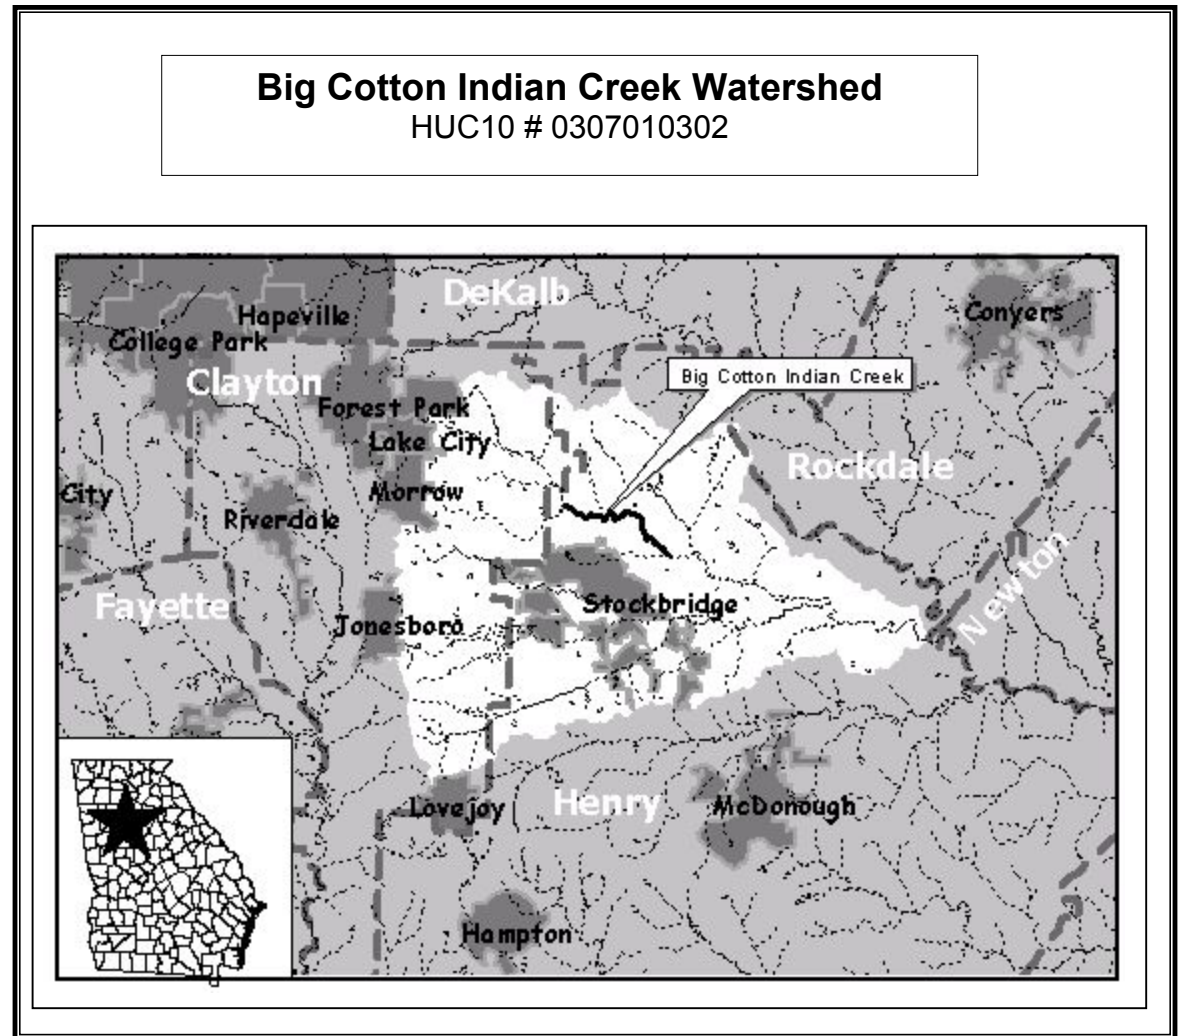 Big Cotton Indian Creek Watershed
HUC10 # 0307010302
DeKalb
Hapeville
Conyers
College Park
Clayton
Big Cotton Indian Creek
Forest Park
Lake City
Rockdale
City
Morrow
Riverdale
Newton
Fayette
Stockbridge
Jonesboro
Lovejoy
Henry
McDonough
Hampton